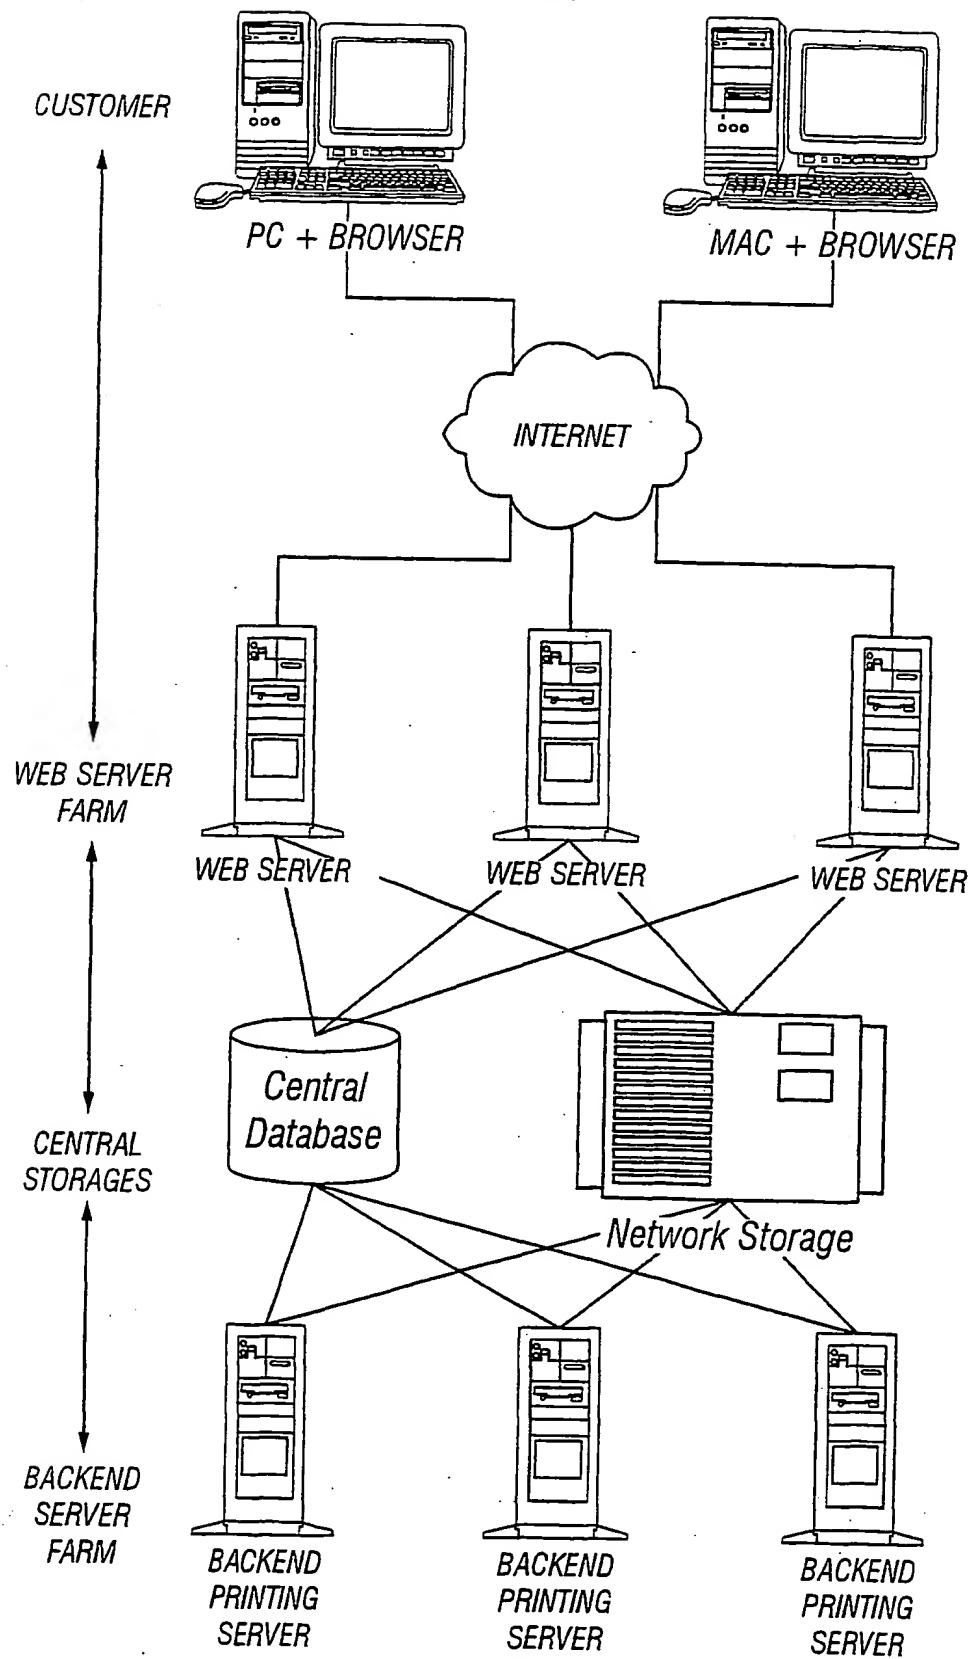 CUSTOMER
PC + BROWSER
MAC + BROWSER
INTERNET
WEB SERVER
FARM
WEB SERVER
WEB SERVER
WEB SERVER
Central
Database
CENTRAL
STORAGES
Network Storage
BACKEND
SERVER
FARM
BACKEND
PRINTING
SERVER
BACKEND
PRINTING
SERVER
BACKEND
PRINTING
SERVER